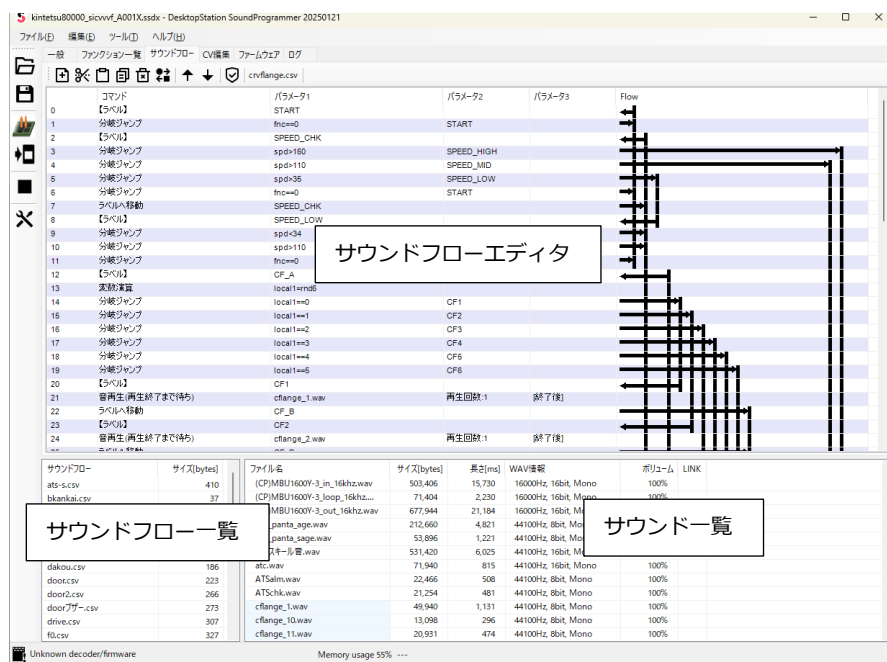 kintetsu80000_sicvvvf_A001X.ssdx - DesktopStation SoundProgrammer 20250121
ファイル(F) 編集(E) ツール(T) ヘルプ(H)
一般 ファンクション一覧 サウンドフロー CV編集 ファームウェア ログ
crvflange.csv
コマンド パラメータ1 パラメータ2 パラメータ3 Flow
0 【ラベル】 START
1 分岐ジャンプ fnc==0 START
2 【ラベル】 SPEED_CHK
3 分岐ジャンプ spd>160 SPEED_HIGH
4 分岐ジャンプ spd>110 SPEED_MID
5 分岐ジャンプ spd>35 SPEED_LOW
6 分岐ジャンプ fnc==0 START
7 ラベルへ移動 SPEED_CHK
8 【ラベル】 SPEED_LOW
9 分岐ジャンプ spd<34
10 分岐ジャンプ spd>110
11 分岐ジャンプ fnc==0
サウンドフローエディタ
12 【ラベル】 CF_A
13 変数演算 local1=rnd6
14 分岐ジャンプ local1==0 CF1
15 分岐ジャンプ local1==1 CF2
16 分岐ジャンプ local1==2 CF3
17 分岐ジャンプ local1==3 CF4
18 分岐ジャンプ local1==4 CF5
19 分岐ジャンプ local1==5 CF6
20 【ラベル】 CF1
21 音再生(再生終了まで待ち) cflange_1.wav 再生回数:1 [終了後]
22 ラベルへ移動 CF_B
23 【ラベル】 CF2
24 音再生(再生終了まで待ち) cflange_2.wav 再生回数:1 [終了後]
サウンドフロー サイズ[bytes]
ats-s.csv 410
bkankai.csv 37
サウンドフロー一覧
dakou.csv 186
door.csv 223
door2.csv 266
doorブザー.csv 273
drive.csv 307
f0.csv 327
ファイル名 サイズ[bytes] 長さ[ms] WAV情報 ボリューム LINK
(CP)MBU1600Y-3_in_16khz.wav 503,406 15,730 16000Hz, 16bit, Mono 100%
(CP)MBU1600Y-3_loop_16khz.... 71,404 2,230 16000Hz, 16bit, Mono 100%
)MBU1600Y-3_out_16khz.wav 677,944 21,184 16000Hz, 16bit, M
_panta_age.wav 212,660 4,821 44100Hz, 8bit, Mo
_panta_sage.wav 53,896 1,221 44100Hz, 8bit, Mo
スキール音.wav 531,420 6,025 44100Hz, 16bit, M
サウンド一覧
atc.wav 71,940 815 44100Hz, 16bit, Mono 100%
ATSalm.wav 22,466 508 44100Hz, 8bit, Mono 100%
ATSchk.wav 21,254 481 44100Hz, 8bit, Mono 100%
cflange_1.wav 49,940 1,131 44100Hz, 8bit, Mono 100%
cflange_10.wav 13,098 296 44100Hz, 8bit, Mono 100%
cflange_11.wav 20,931 474 44100Hz, 8bit, Mono 100%
Unknown decoder/firmware Memory usage 55% ---